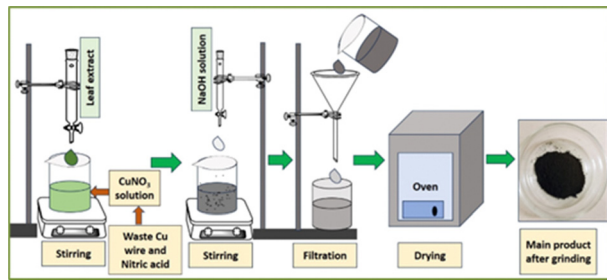 Leaf extract
NaOH solution
CuNO₃
solution
Waste Cu
wire and
Nitric acid
Stirring
Stirring
Filtration
Oven
Drying
Main product
after grinding